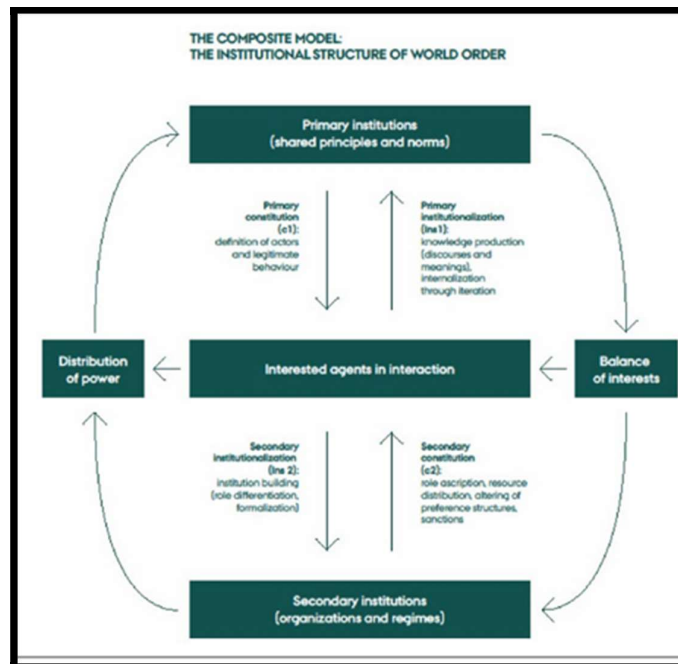 THE COMPOSITE MODEL:
THE INSTITUTIONAL STRUCTURE OF WORLD ORDER
Primary institutions
(shared principles and norms)
Primary
constitution
(c1):
definition of actors
and legitimate
behaviour
Primary
institutionalization
(Ins1):
knowledge production
(discourses and
meanings),
internalization
through iteration
Distribution
of power
Interested agents in interaction
Balance
of interests
Secondary
institutionalization
(Ins 2):
institution building
(role differentiation,
formalization)
Secondary
constitution
(c2):
role ascription, resource
distribution, altering of
preference structures,
sanctions
Secondary institutions
(organizations and regimes)